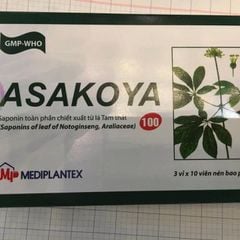 GMP-WHO
ASAKOYA
Saponin toàn phần chiết xuất từ lá Tam thất
(Saponins of leaf of Notoginseng, Araliaceae)
100
MEDIPLANTEX
3 vỉ x 10 viên nén bao